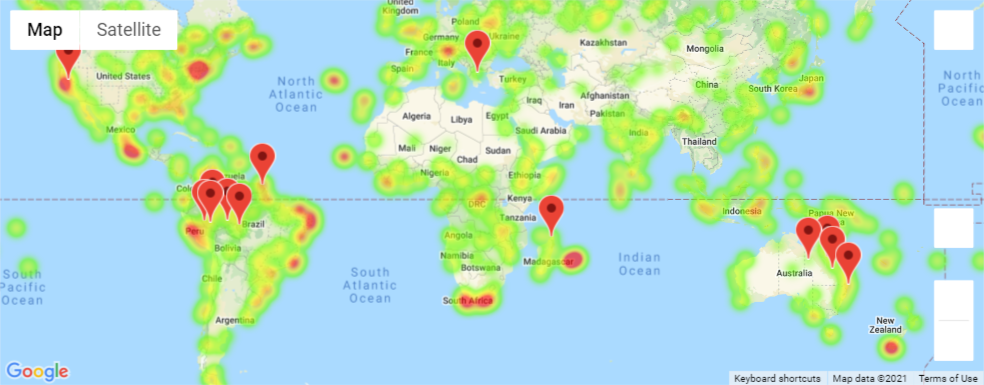 Map Satellite
United
Kingdom
Poland
Germany
Ukraine
France
Italy
Spain
Turkey
Kazakhstan
Mongolia
China
Japan
South Korea
United States
North
Atlantic
Ocean
North
Pacific
Ocean
Mexico
Algeria
Libya
Egypt
Iraq
Iran
Afghanistan
Pakistan
Saudi Arabia
India
Thailand
Mali
Niger
Chad
Sudan
Nigeria
Ethiopia
Kenya
DRC
Tanzania
Indonesia
Papua New
Brazil
Peru
Bolivia
Chile
Argentina
Angola
Namibia
Botswana
Madagascar
South Africa
South
Pacific
Ocean
South
Atlantic
Ocean
Indian
Ocean
Australia
New
Zealand
Google
Keyboard shortcuts
Map data ©2021
Terms of Use